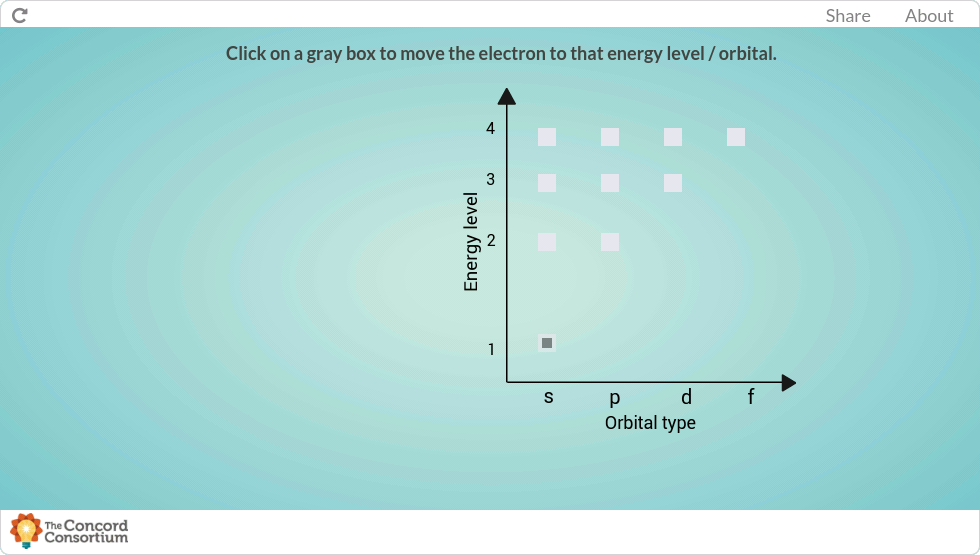 Share About
Click on a gray box to move the electron to that energy level / orbital.
4
3
2
1
Energy level
s p d f
Orbital type
The Concord
Consortium